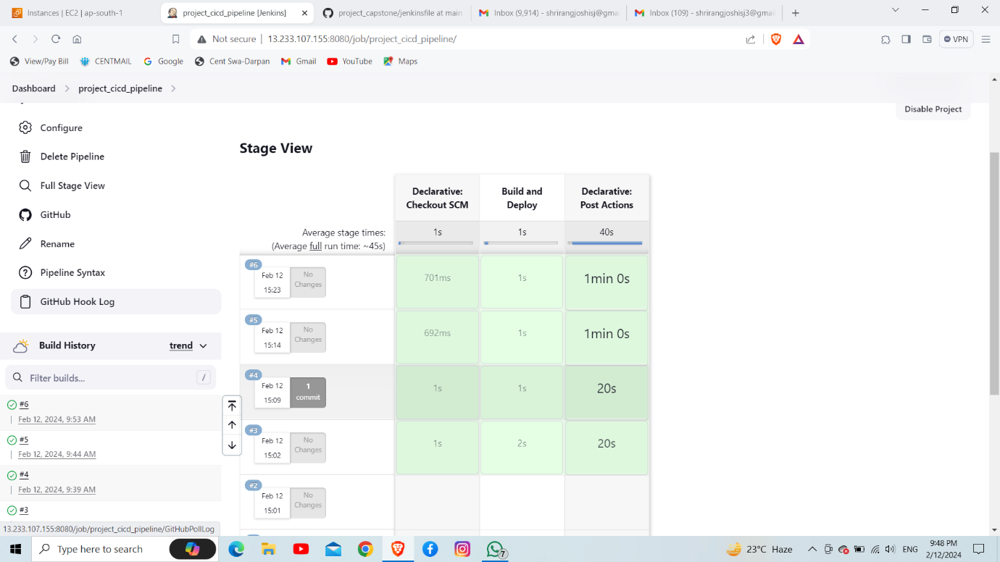 Instances | EC2 | ap-south-1
project_cicd_pipeline [Jenkins]
project_capstone/jenkinsfile at main
Inbox (9,914) - shrirangjoshisj@gma
Inbox (109) - shrirangjoshisj3@gmai
Not secure
13.233.107.155:8080/job/project_cicd_pipeline/
VPN
View/Pay Bill
CENTMAIL
Google
Cent Swa-Darpan
Gmail
YouTube
Maps
Dashboard
project_cicd_pipeline
Disable Project
Configure
Delete Pipeline
Full Stage View
GitHub
Rename
Pipeline Syntax
GitHub Hook Log
Build History
trend
Filter builds...
/
#6
Feb 12, 2024, 9:53 AM
#5
Feb 12, 2024, 9:44 AM
#4
Feb 12, 2024, 9:39 AM
#3
13.233.107.155:8080/job/project_cicd_pipeline/GitHubPollLog
Stage View
Declarative:
Checkout SCM
Build and
Deploy
Declarative:
Post Actions
Average stage times:
(Average full run time: ~45s)
1s
1s
40s
#6
Feb 12
15:23
No
Changes
701ms
1s
1min 0s
#5
Feb 12
15:14
No
Changes
692ms
1s
1min 0s
#4
Feb 12
15:09
1
commit
1s
1s
20s
#3
Feb 12
15:02
No
Changes
1s
2s
20s
#2
Feb 12
15:01
No
Changes
Type here to search
7
23°C Haze
ENG
9:48 PM
2/12/2024